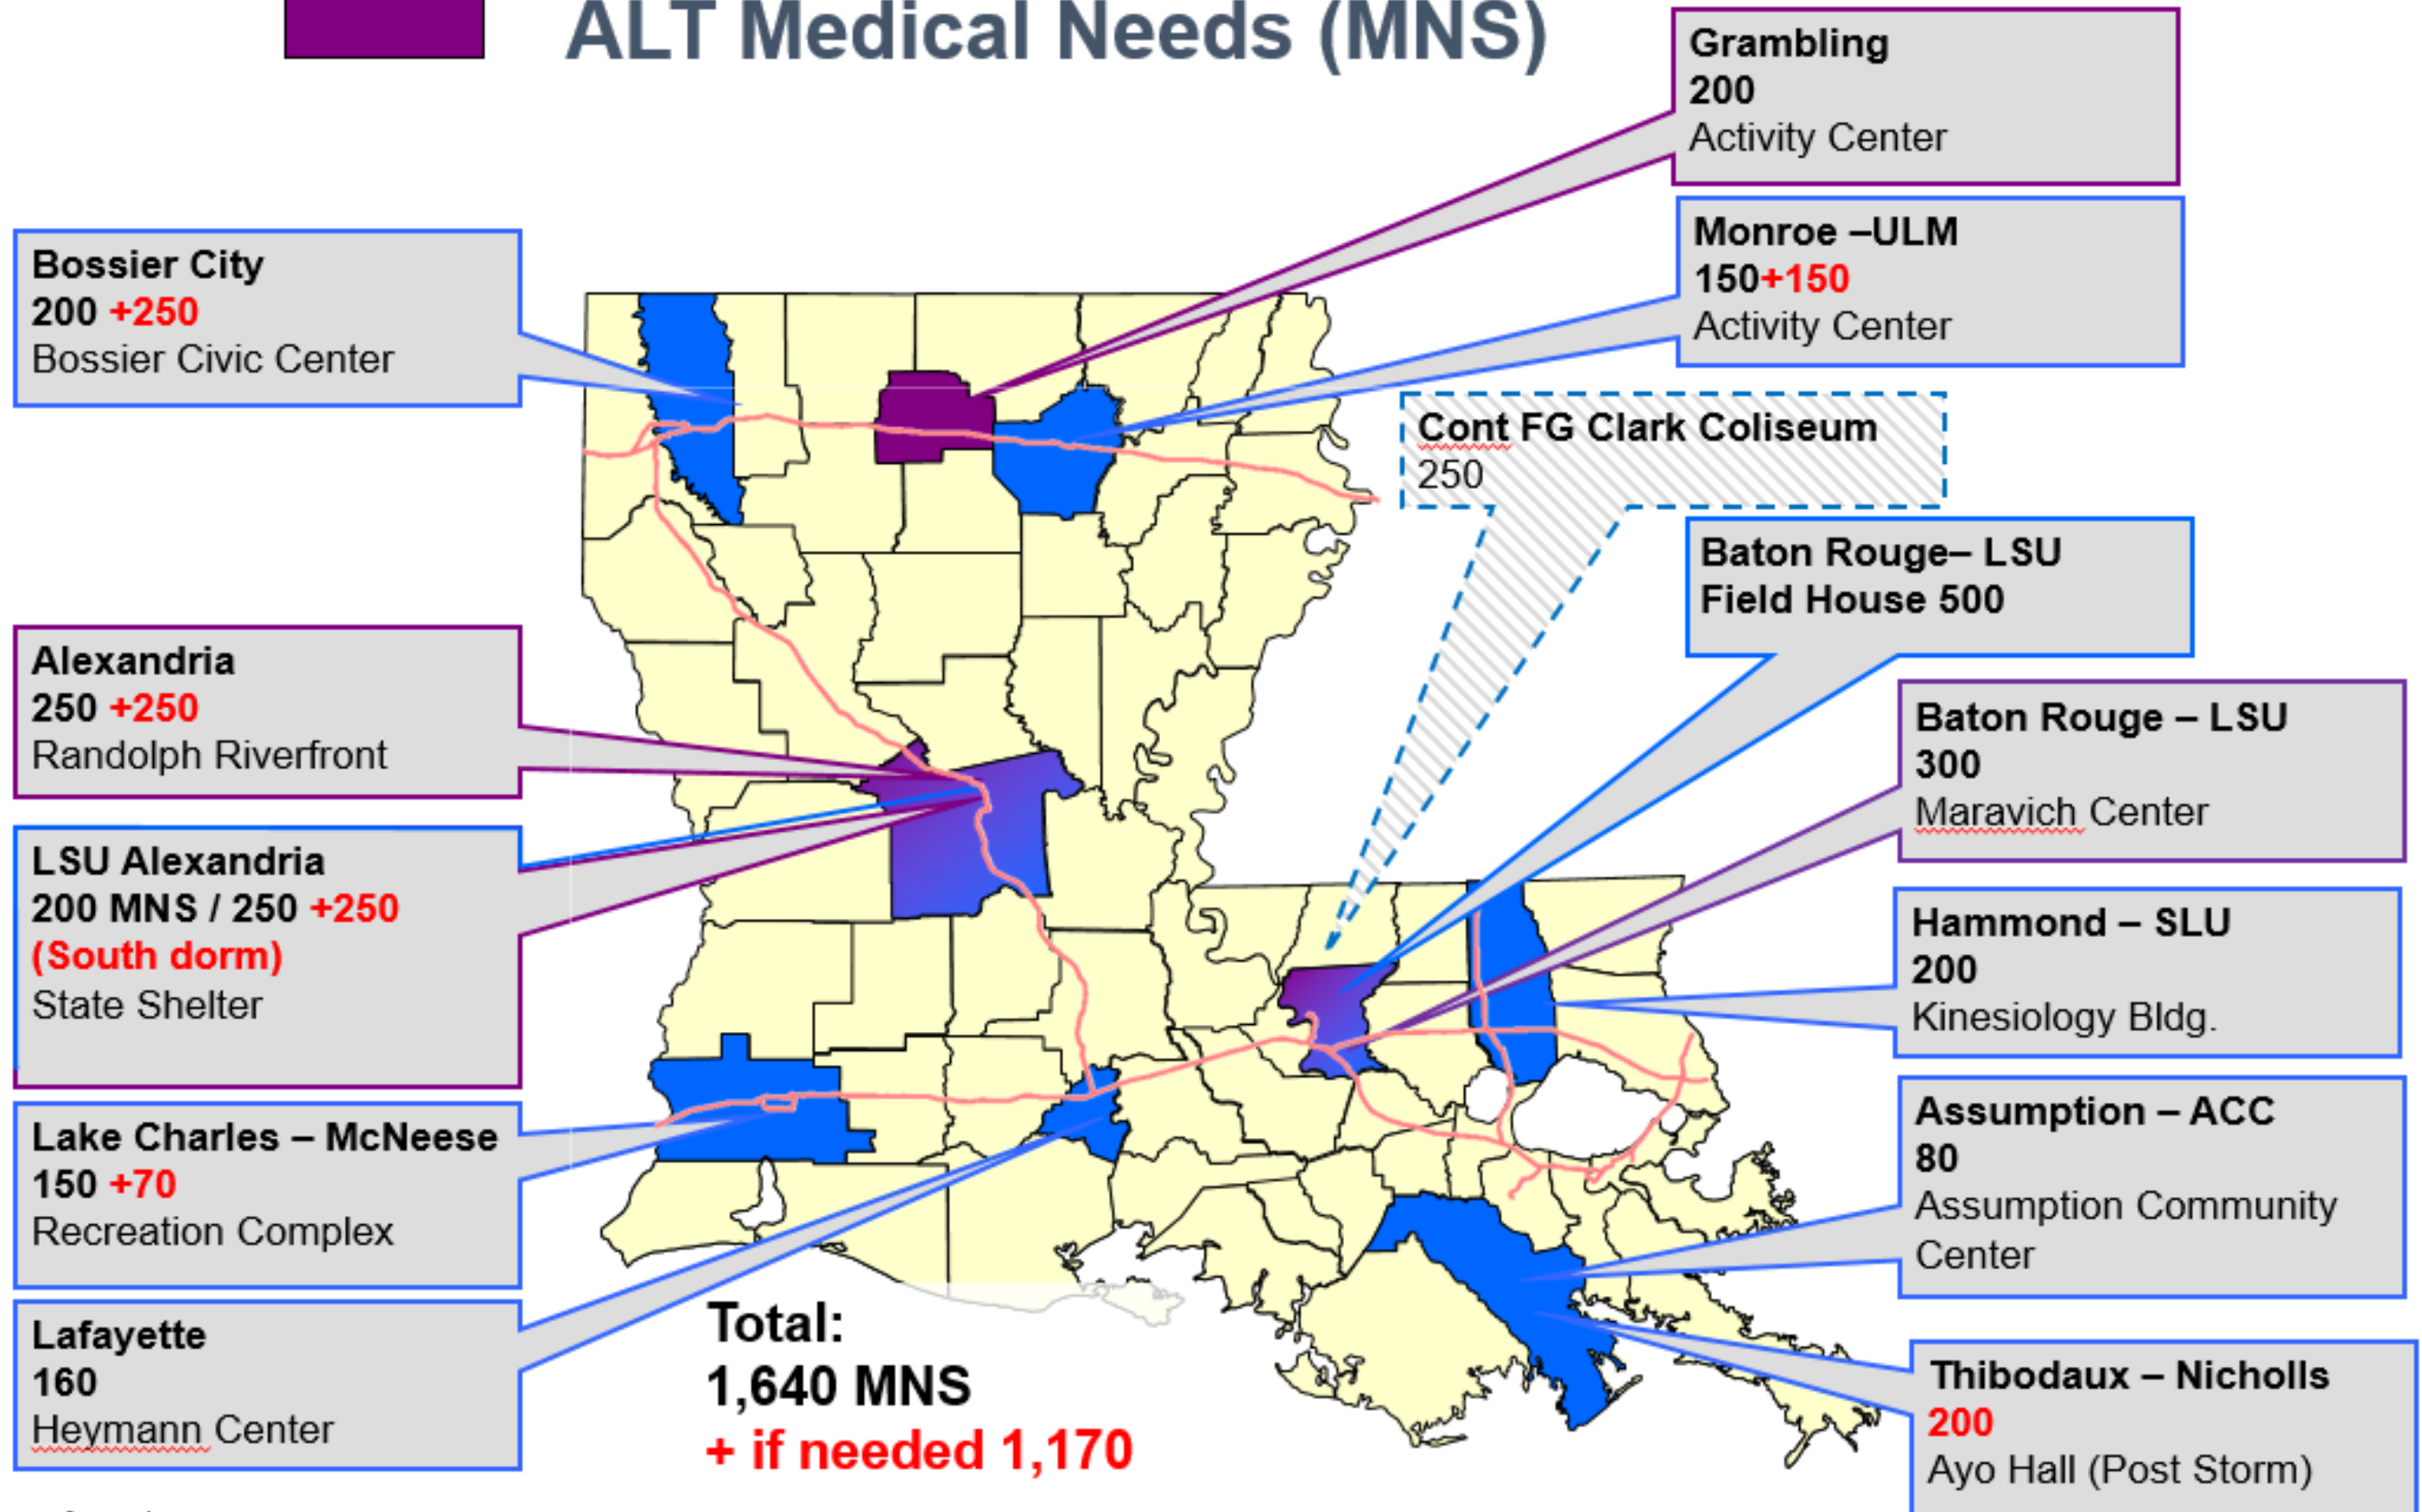 ALT Medical Needs (MNS)
Grambling
200
Activity Center
Monroe –ULM
150+150
Activity Center
Bossier City
200 +250
Bossier Civic Center
Cont FG Clark Coliseum
250
Baton Rouge– LSU
Field House 500
Alexandria
250 +250
Randolph Riverfront
Baton Rouge – LSU
300
Maravich Center
LSU Alexandria
200 MNS / 250 +250
(South dorm)
State Shelter
Hammond – SLU
200
Kinesiology Bldg.
Lake Charles – McNeese
150 +70
Recreation Complex
Assumption – ACC
80
Assumption Community
Center
Lafayette
160
Heymann Center
Total:
1,640 MNS
+ if needed 1,170
Thibodaux – Nicholls
200
Ayo Hall (Post Storm)